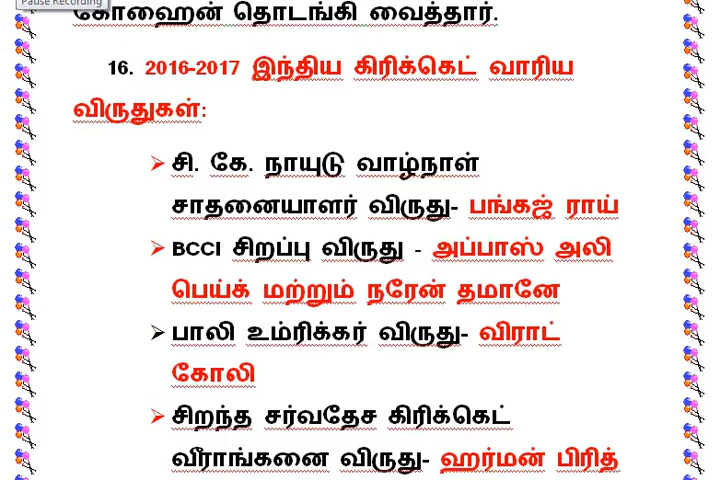 Pause Recording
கோஹைன் தொடங்கி வைத்தார்.
16. 2016-2017 இந்திய கிரிக்கெட் வாரிய
விருதுகள்:
➢ சி. கே. நாயுடு வாழ்நாள்
சாதனையாளர் விருது- பங்கஜ் ராய்
➢ BCCI சிறப்பு விருது - அப்பாஸ் அலி
பெய்க் மற்றும் நரேன் தமானே
➢ பாலி உம்ரிக்கர் விருது- விராட்
கோலி
➢ சிறந்த சர்வதேச கிரிக்கெட்
வீராங்கனை விருது- ஹர்மன் பிரித்